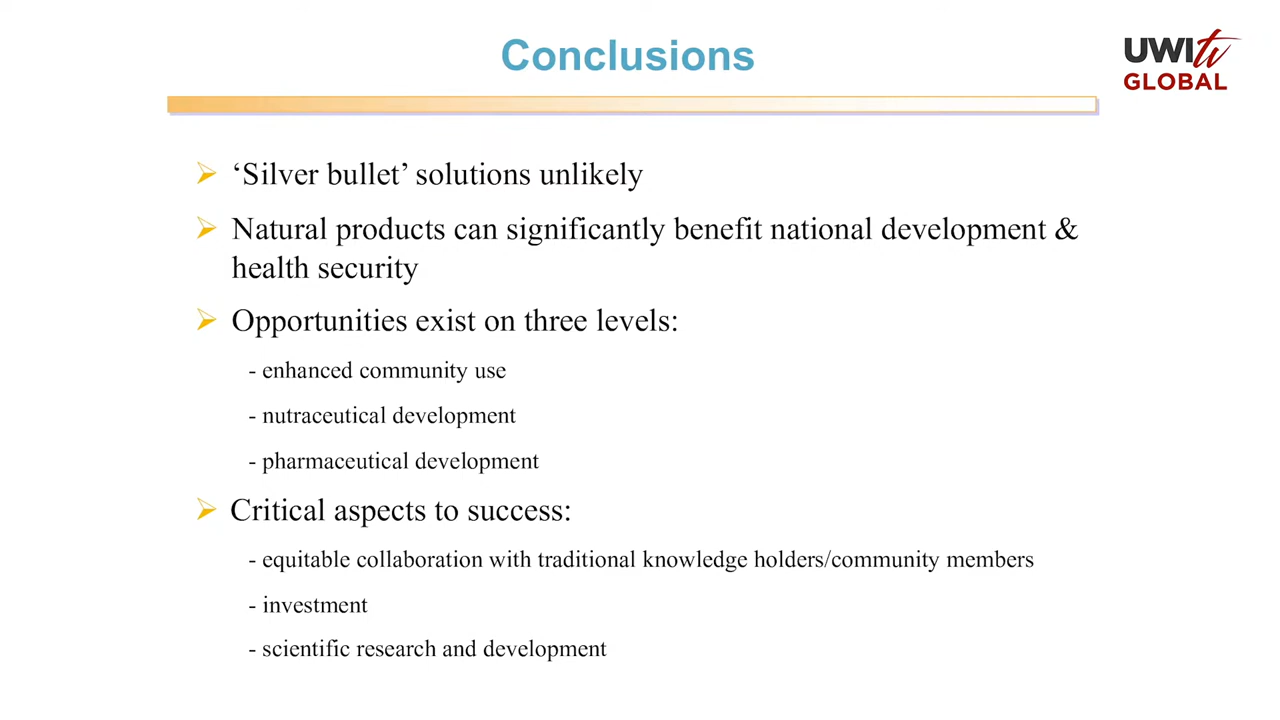 Conclusions
UWItv
GLOBAL
‘Silver bullet’ solutions unlikely
Natural products can significantly benefit national development &
health security
Opportunities exist on three levels:
- enhanced community use
- nutraceutical development
- pharmaceutical development
Critical aspects to success:
- equitable collaboration with traditional knowledge holders/community members
- investment
- scientific research and development